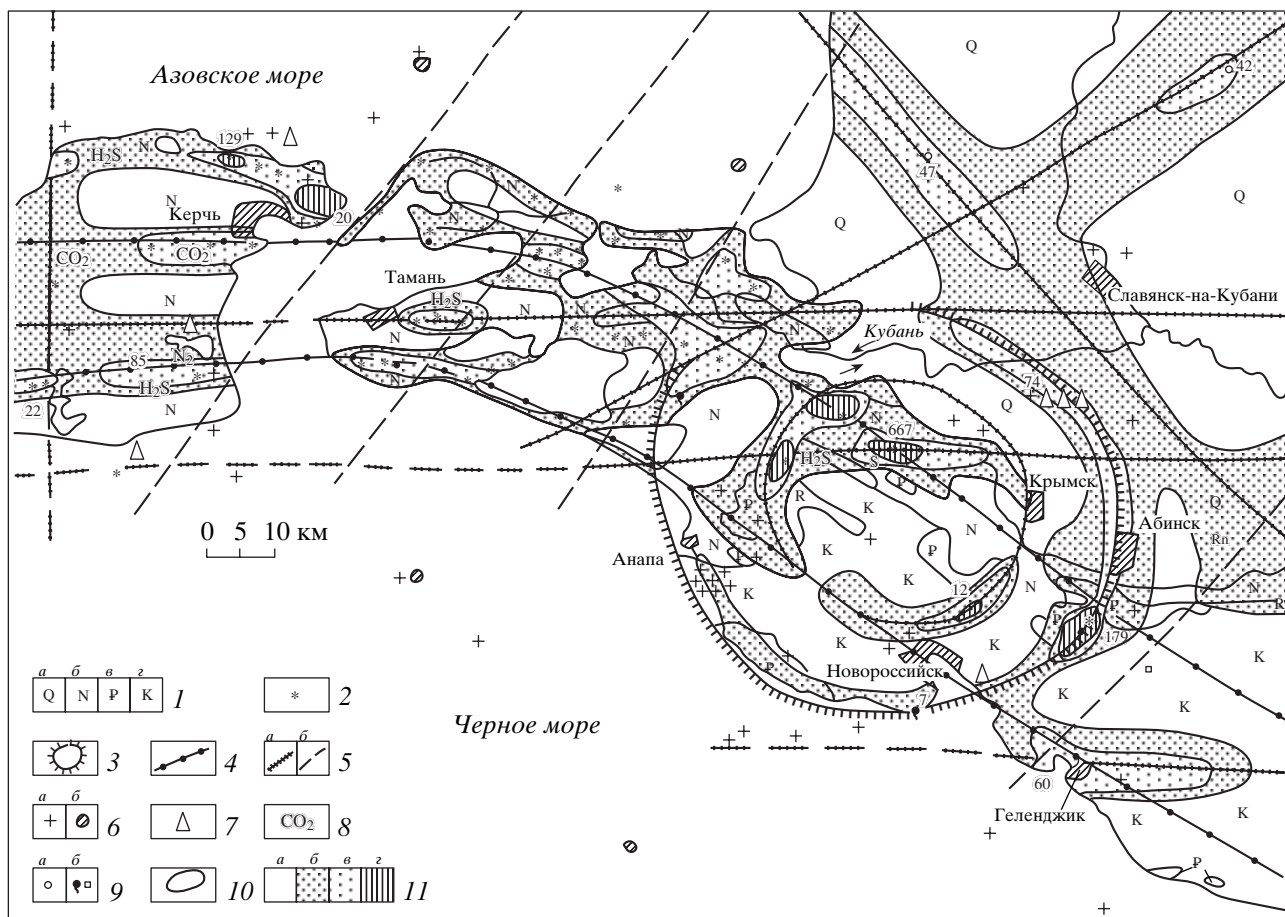 Азовское море
Q
42
129
H₂S
N
47
N
N
Q
Q
Керчь
20
N
CO₂
CO₂
Тамань
Славянск-на-Кубани
N
H₂S
N
N
N
N
Кубань
N
N₂
85
H₂S
N
74
Q
22
N
N
N
667
H₂S
S
Крымск
0 5 10 км
₽
R
K
₽
Q
Абинск
N
Rn
Анапа
N
₽
K
K
₽
12
N
N
K
K
K
₽
₽
R
179
K
Новороссийск
₽
K
7
K
Черное море
60
Геленджик
K
K
K
₽
а б в г
Q N ₽ K 1
* 2
3
4
а б
5
а б
6
7
CO₂ 8
а б
9
10
а б в г
11